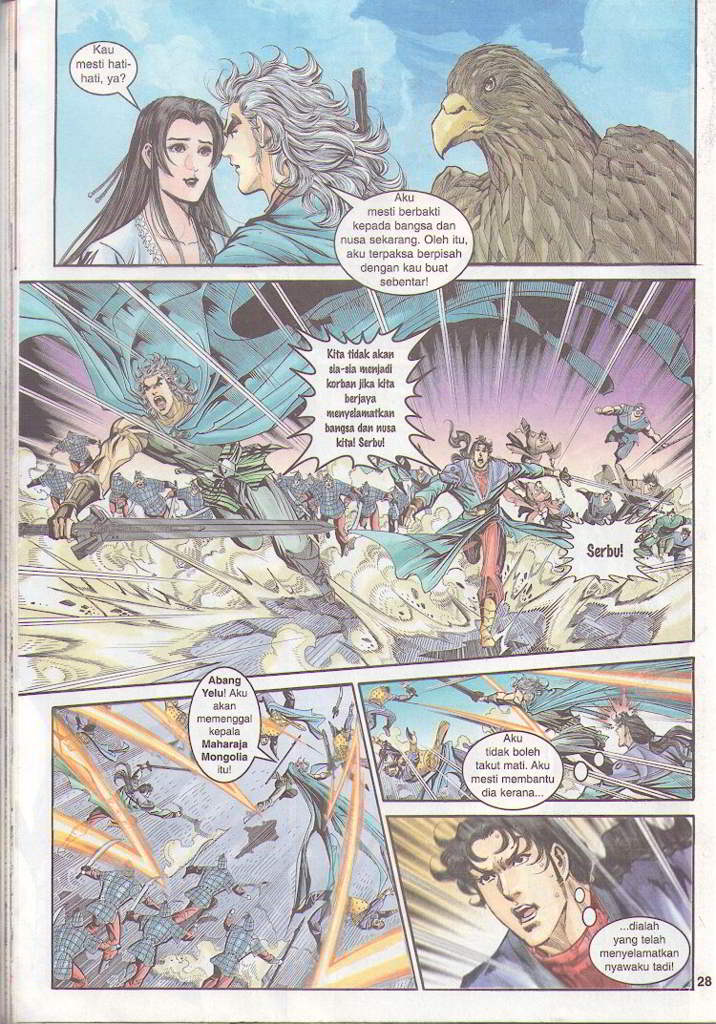 Kau
mesti hati-
hati, ya?
Aku
mesti berbakti
kepada bangsa dan
nusa sekarang. Oleh itu,
aku terpaksa berpisah
dengan kau buat
sebentar!
Kita tidak akan
sia-sia menjadi
korban jika kita
berjaya
menyelamatkan
bangsa dan nusa
kita! Serbu!
Serbu!
Abang
Yelu! Aku
akan
memenggal
kepala
Maharaja
Mongolia
itu!
Aku
tidak boleh
takut mati. Aku
mesti membantu
dia kerana...
...dialah
yang telah
menyelamatkan
nyawaku tadi!
28